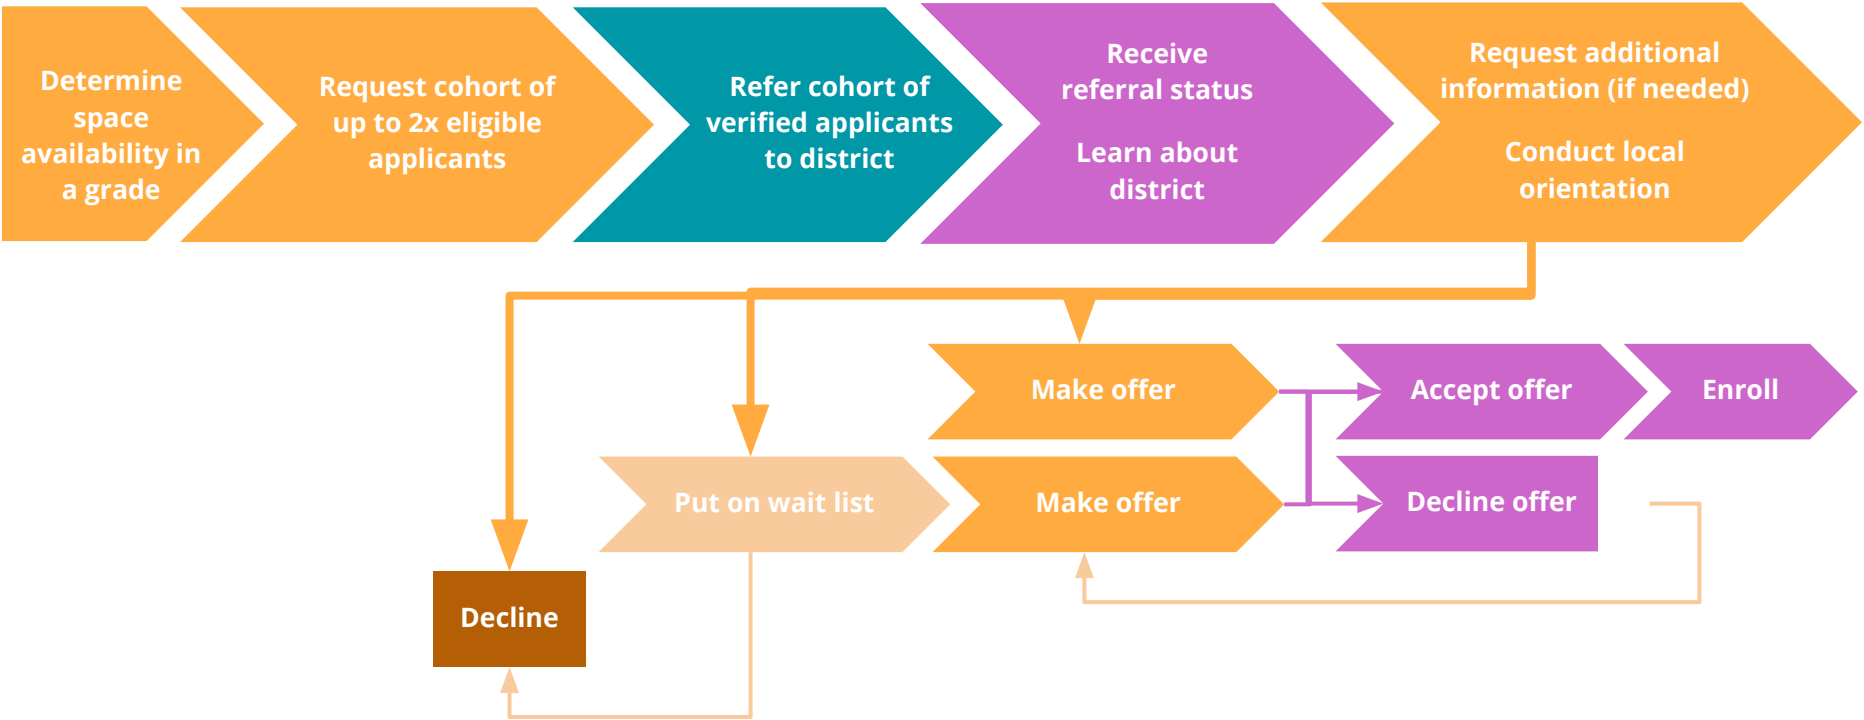 Determine
space
availability in
a grade
Request cohort of
up to 2x eligible
applicants
Refer cohort of
verified applicants
to district
Receive
referral status
Learn about
district
Request additional
information (if needed)
Conduct local
orientation
Make offer
Accept offer
Enroll
Put on wait list
Make offer
Decline offer
Decline